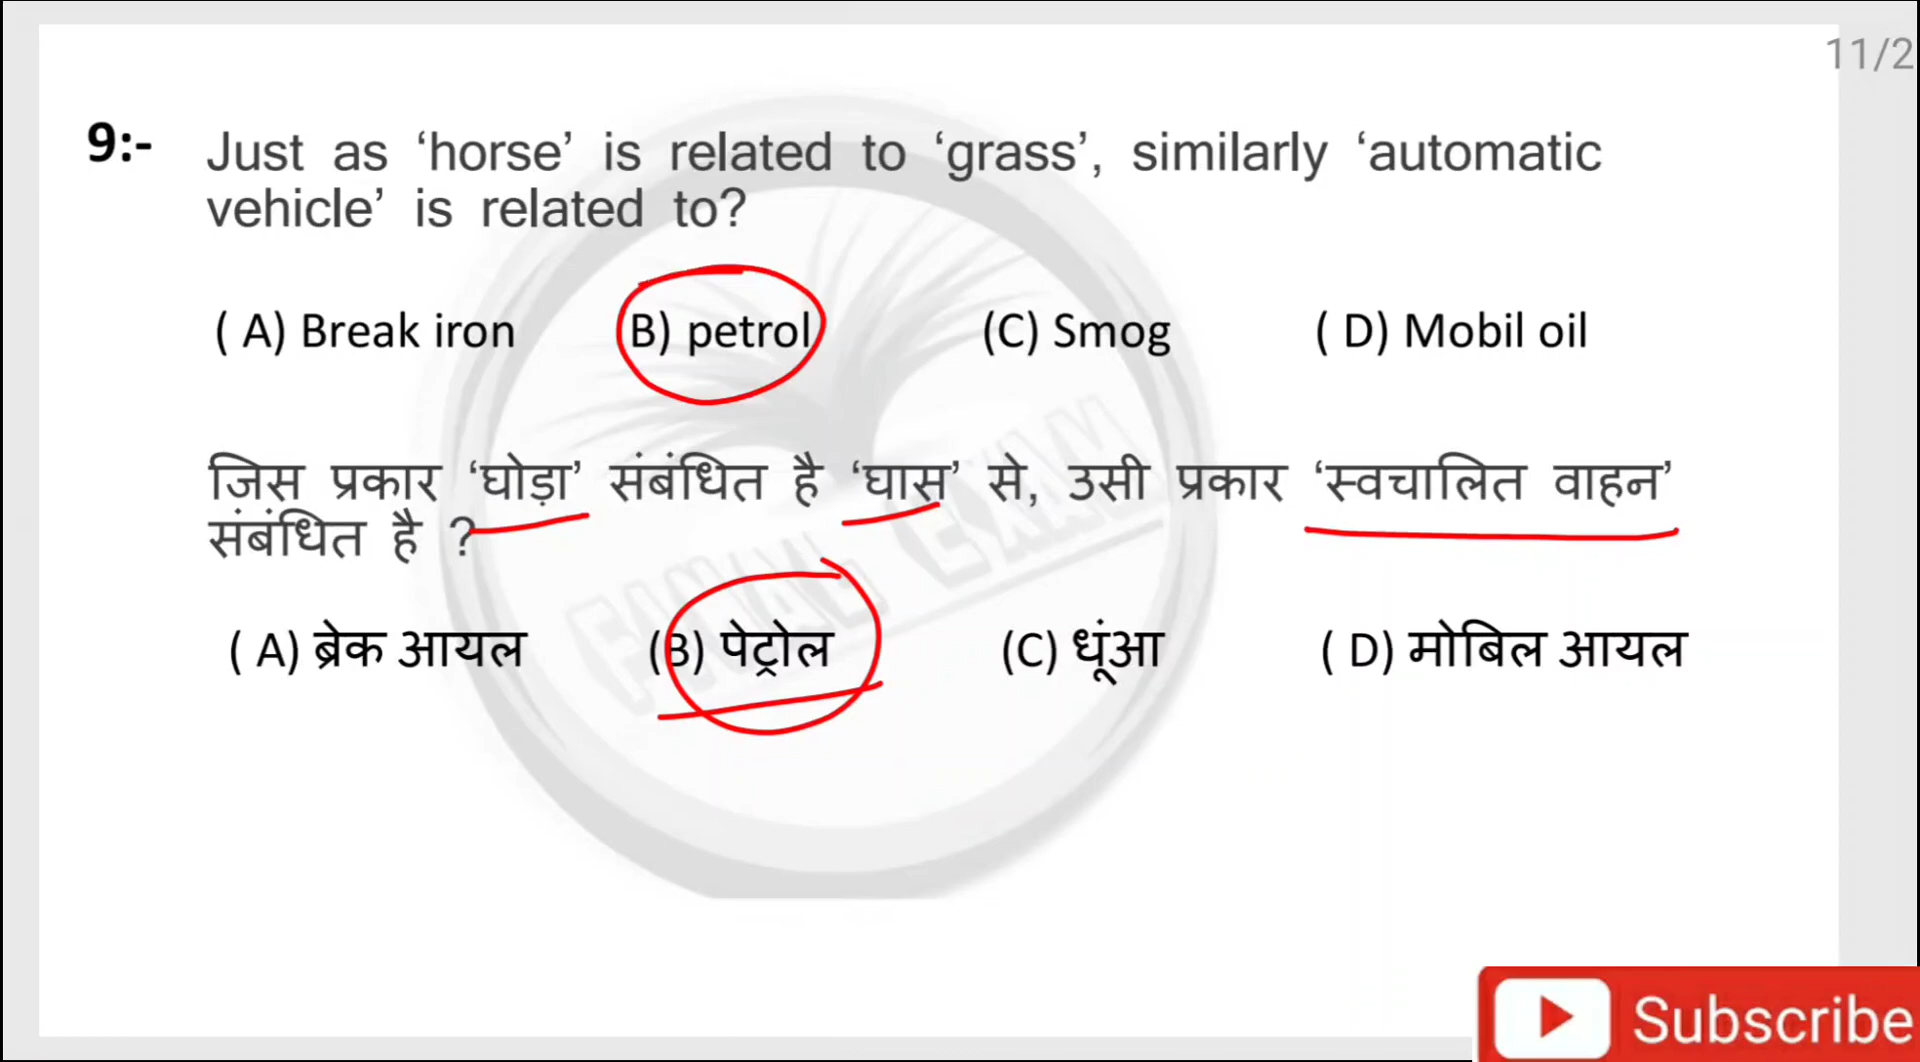 11/2
9:- Just as ‘horse’ is related to ‘grass’, similarly ‘automatic
vehicle’ is related to?
( A) Break iron B) petrol (C) Smog ( D) Mobil oil
जिस प्रकार ‘घोड़ा’ संबंधित है ‘घास’ से, उसी प्रकार ‘स्वचालित वाहन’
संबंधित है ?
( A) ब्रेक आयल (B) पेट्रोल (C) धूंआ ( D) मोबिल आयल
Subscribe